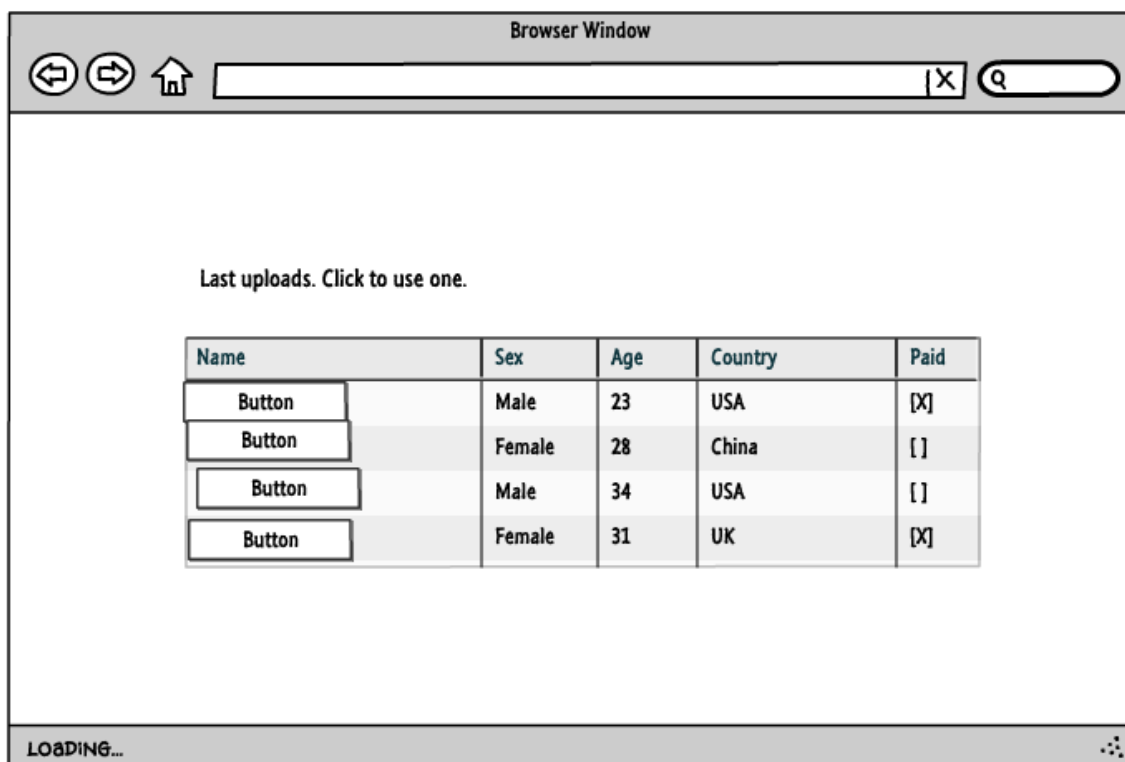 Browser Window
X
Last uploads. Click to use one.
Name Sex Age Country Paid
Button Male 23 USA [X]
Button Female 28 China [ ]
Button Male 34 USA [ ]
Button Female 31 UK [X]
LOADING...